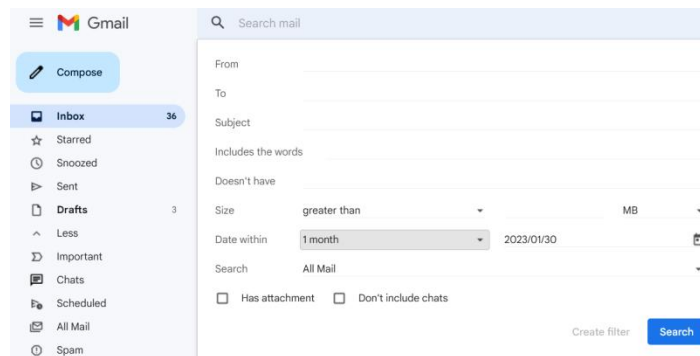 Gmail
Search mail
Compose
Inbox 36
Starred
Snoozed
Sent
Drafts 3
Less
Important
Chats
Scheduled
All Mail
Spam
From
To
Subject
Includes the words
Doesn't have
Size greater than MB
Date within 1 month 2023/01/30
Search All Mail
Has attachment Don't include chats
Create filter Search